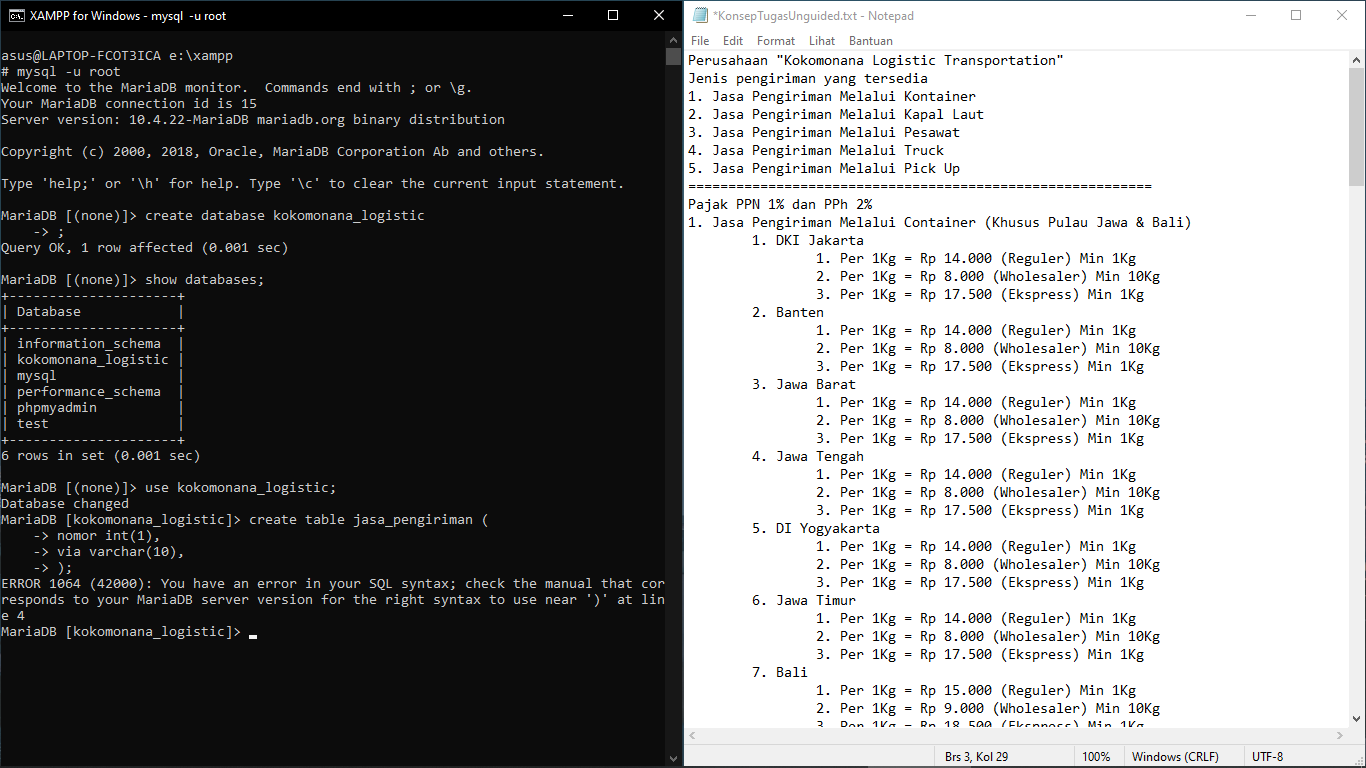 XAMPP for Windows - mysql -u root
asus@LAPTOP-FCOT3ICA e:\xampp
# mysql -u root
Welcome to the MariaDB monitor.  Commands end with ; or \g.
Your MariaDB connection id is 15
Server version: 10.4.22-MariaDB mariadb.org binary distribution
Copyright (c) 2000, 2018, Oracle, MariaDB Corporation Ab and others.
Type 'help;' or '\h' for help. Type '\c' to clear the current input statement.
MariaDB [(none)]> create database kokomonana_logistic
    -> ;
Query OK, 1 row affected (0.001 sec)
MariaDB [(none)]> show databases;
+---------------------+
| Database            |
+---------------------+
| information_schema  |
| kokomonana_logistic |
| mysql               |
| performance_schema  |
| phpmyadmin          |
| test                |
+---------------------+
6 rows in set (0.001 sec)
MariaDB [(none)]> use kokomonana_logistic;
Database changed
MariaDB [kokomonana_logistic]> create table jasa_pengiriman (
    -> nomor int(1),
    -> via varchar(10),
    -> );
ERROR 1064 (42000): You have an error in your SQL syntax; check the manual that cor
responds to your MariaDB server version for the right syntax to use near ')' at lin
e 4
MariaDB [kokomonana_logistic]>
*KonsepTugasUnguided.txt - Notepad
File Edit Format Lihat Bantuan
Perusahaan "Kokomonana Logistic Transportation"
Jenis pengiriman yang tersedia
1. Jasa Pengiriman Melalui Kontainer
2. Jasa Pengiriman Melalui Kapal Laut
3. Jasa Pengiriman Melalui Pesawat
4. Jasa Pengiriman Melalui Truck
5. Jasa Pengiriman Melalui Pick Up
==========================================================
Pajak PPN 1% dan PPh 2%
1. Jasa Pengiriman Melalui Container (Khusus Pulau Jawa & Bali)
1. DKI Jakarta
1. Per 1Kg = Rp 14.000 (Reguler) Min 1Kg
2. Per 1Kg = Rp 8.000 (Wholesaler) Min 10Kg
3. Per 1Kg = Rp 17.500 (Ekspress) Min 1Kg
2. Banten
1. Per 1Kg = Rp 14.000 (Reguler) Min 1Kg
2. Per 1Kg = Rp 8.000 (Wholesaler) Min 10Kg
3. Per 1Kg = Rp 17.500 (Ekspress) Min 1Kg
3. Jawa Barat
1. Per 1Kg = Rp 14.000 (Reguler) Min 1Kg
2. Per 1Kg = Rp 8.000 (Wholesaler) Min 10Kg
3. Per 1Kg = Rp 17.500 (Ekspress) Min 1Kg
4. Jawa Tengah
1. Per 1Kg = Rp 14.000 (Reguler) Min 1Kg
2. Per 1Kg = Rp 8.000 (Wholesaler) Min 10Kg
3. Per 1Kg = Rp 17.500 (Ekspress) Min 1Kg
5. DI Yogyakarta
1. Per 1Kg = Rp 14.000 (Reguler) Min 1Kg
2. Per 1Kg = Rp 8.000 (Wholesaler) Min 10Kg
3. Per 1Kg = Rp 17.500 (Ekspress) Min 1Kg
6. Jawa Timur
1. Per 1Kg = Rp 14.000 (Reguler) Min 1Kg
2. Per 1Kg = Rp 8.000 (Wholesaler) Min 10Kg
3. Per 1Kg = Rp 17.500 (Ekspress) Min 1Kg
7. Bali
1. Per 1Kg = Rp 15.000 (Reguler) Min 1Kg
2. Per 1Kg = Rp 9.000 (Wholesaler) Min 10Kg
3. Per 1Kg = Rp 18.500 (Ekspress) Min 1Kg
Brs 3, Kol 29 100% Windows (CRLF) UTF-8